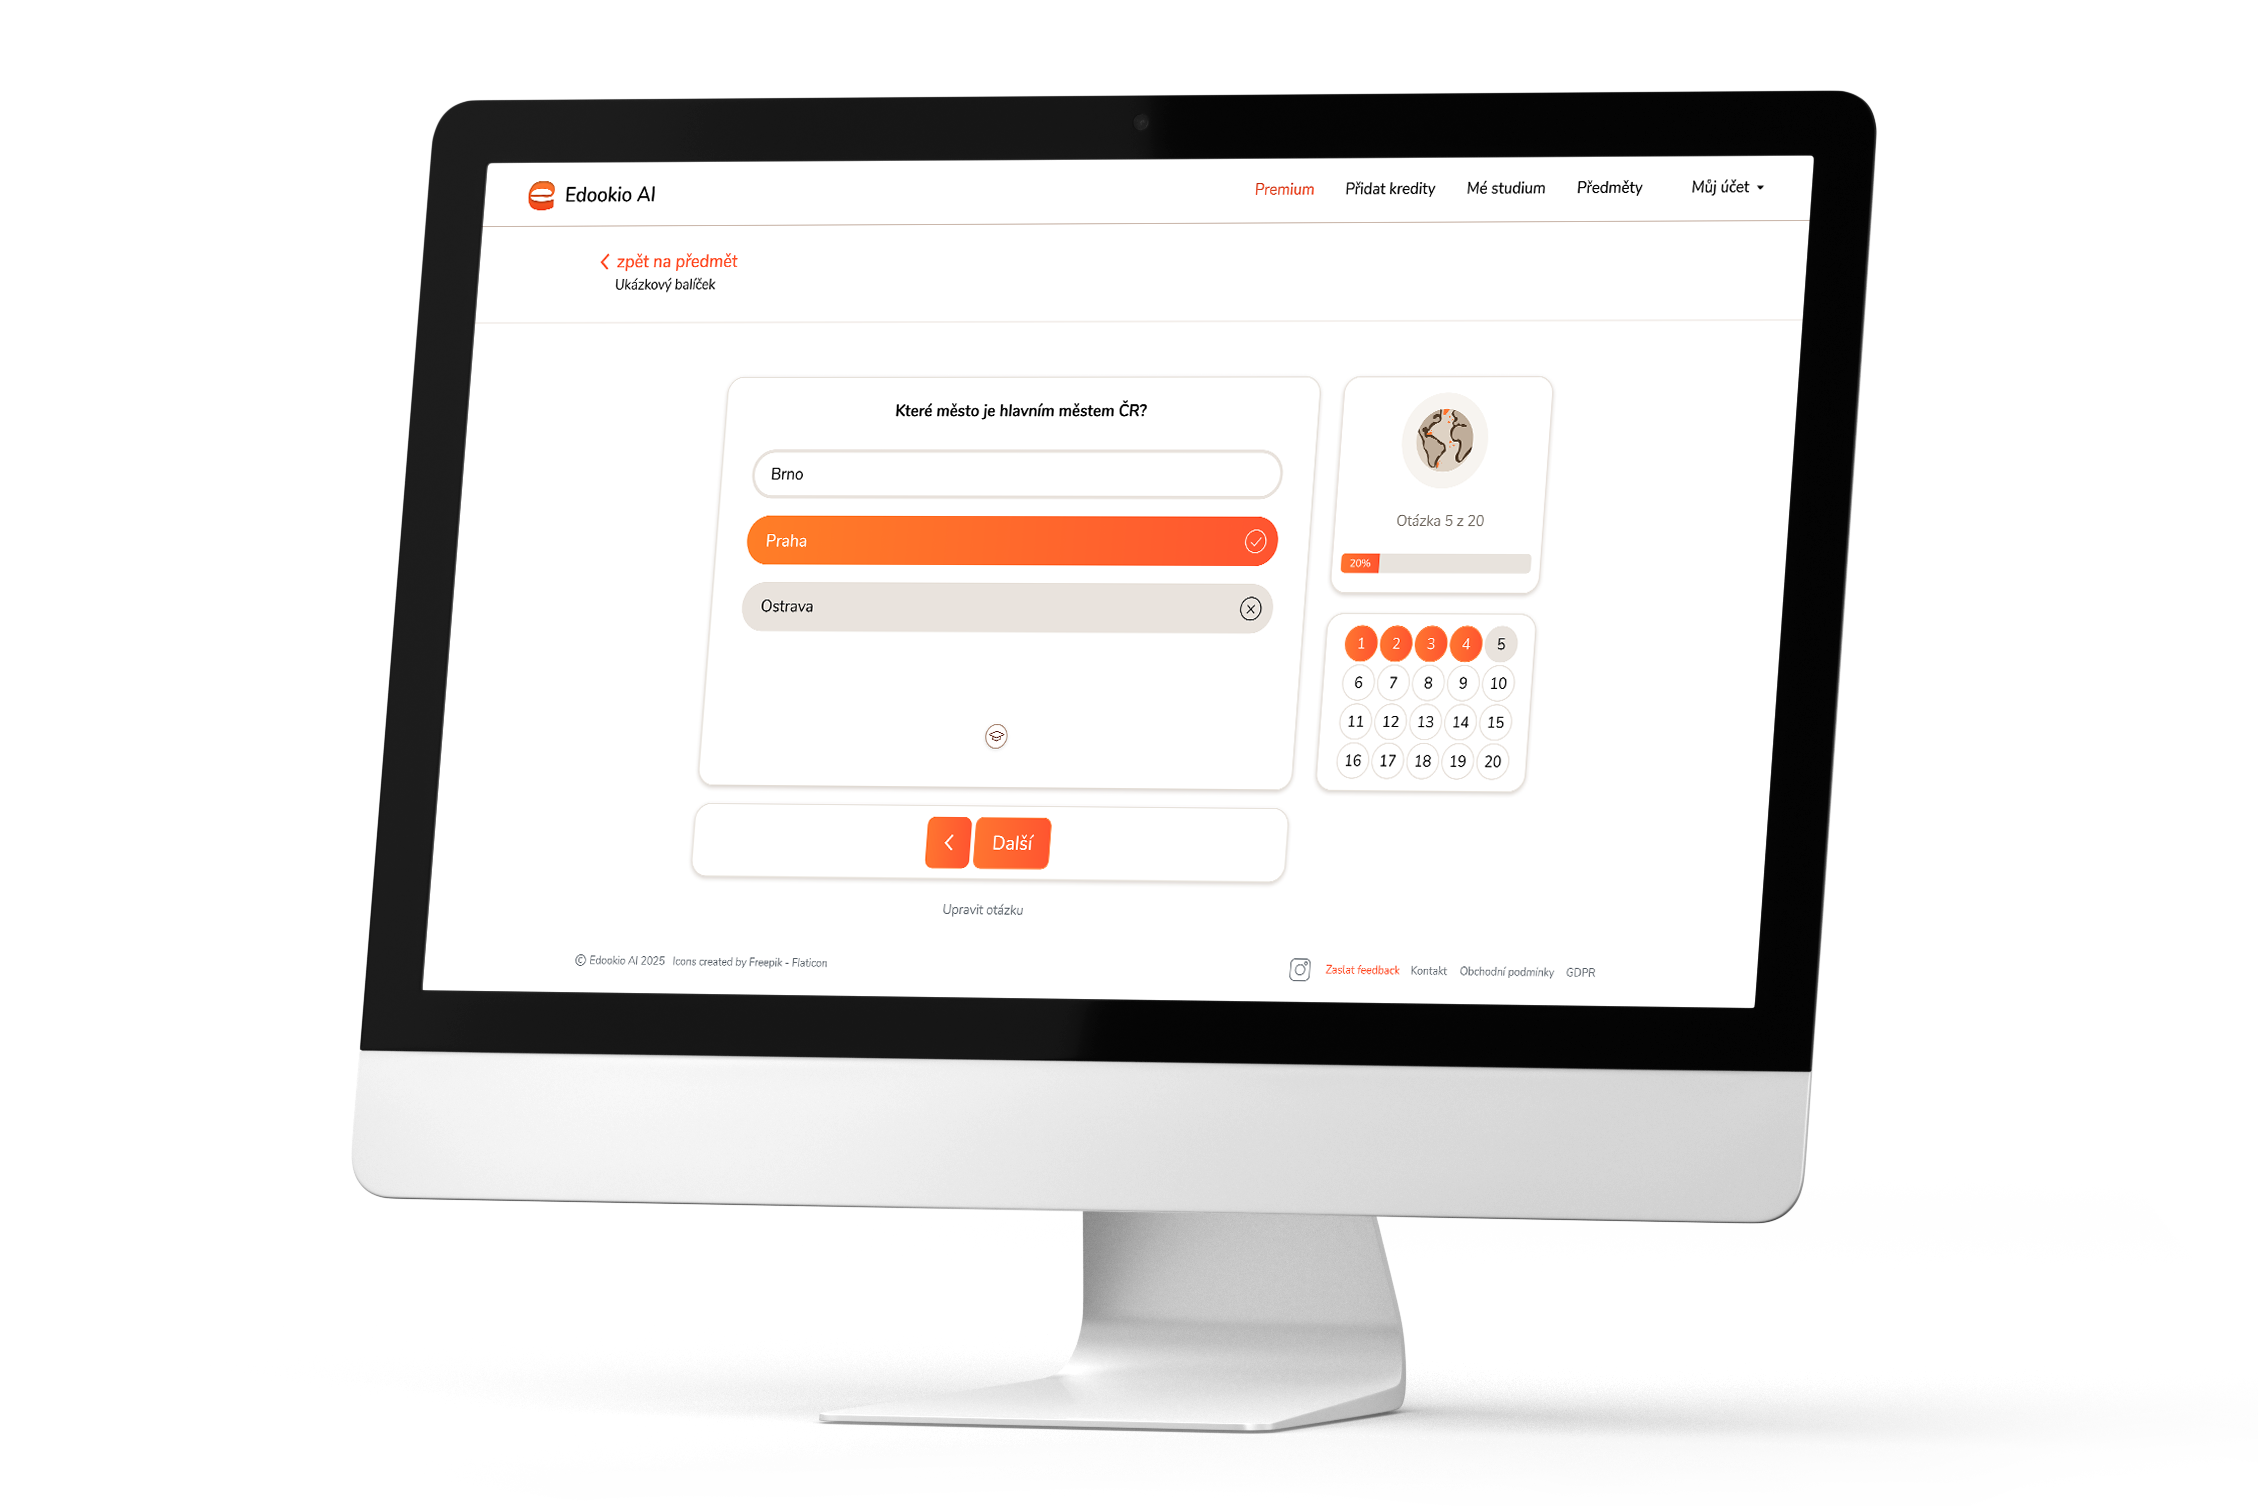 Edookio AI
Premium Přidat kredity Mé studium Předměty Můj účet
zpět na předmět
Ukázkový balíček
Které město je hlavním městem ČR?
Brno
Praha
Ostrava
Otázka 5 z 20
20%
1 2 3 4 5
6 7 8 9 10
11 12 13 14 15
16 17 18 19 20
Další
Upravit otázku
© Edookio AI 2025 Icons created by Freepik - Flaticon
Zaslat feedback Kontakt Obchodní podmínky GDPR